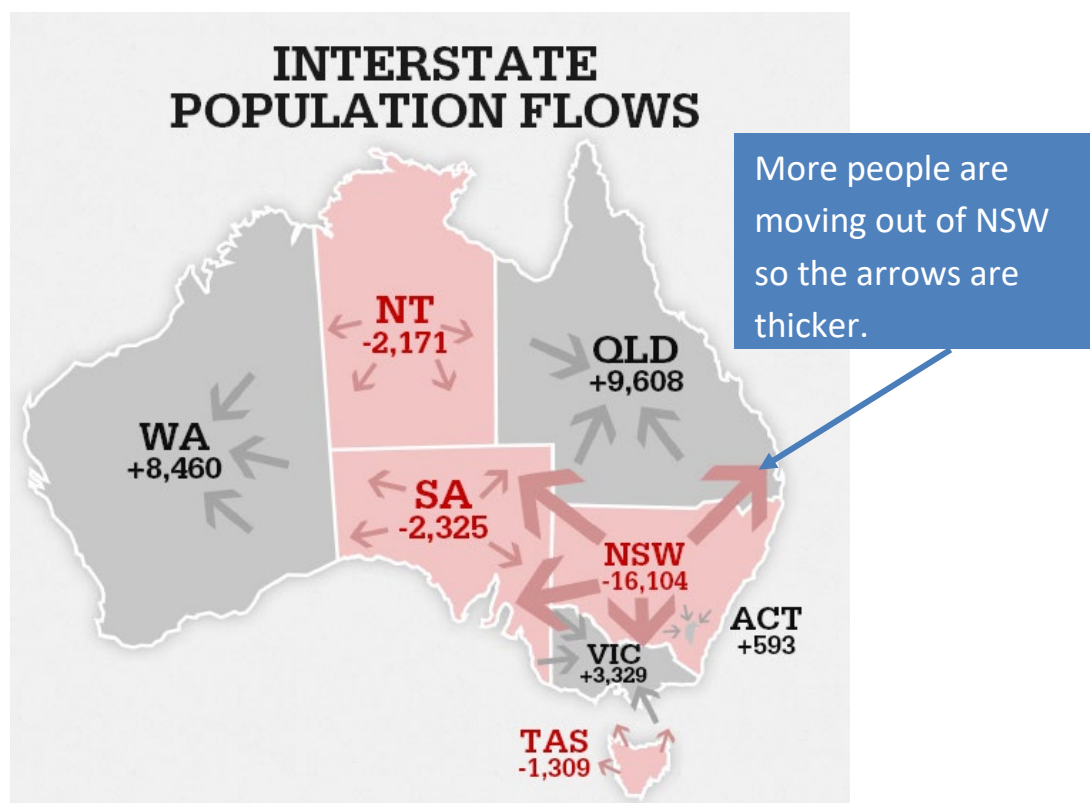 INTERSTATE
POPULATION FLOWS
More people are
moving out of NSW
so the arrows are
thicker.
NT
-2,171
QLD
+9,608
WA
+8,460
SA
-2,325
NSW
-16,104
ACT
+593
VIC
+3,329
TAS
-1,309